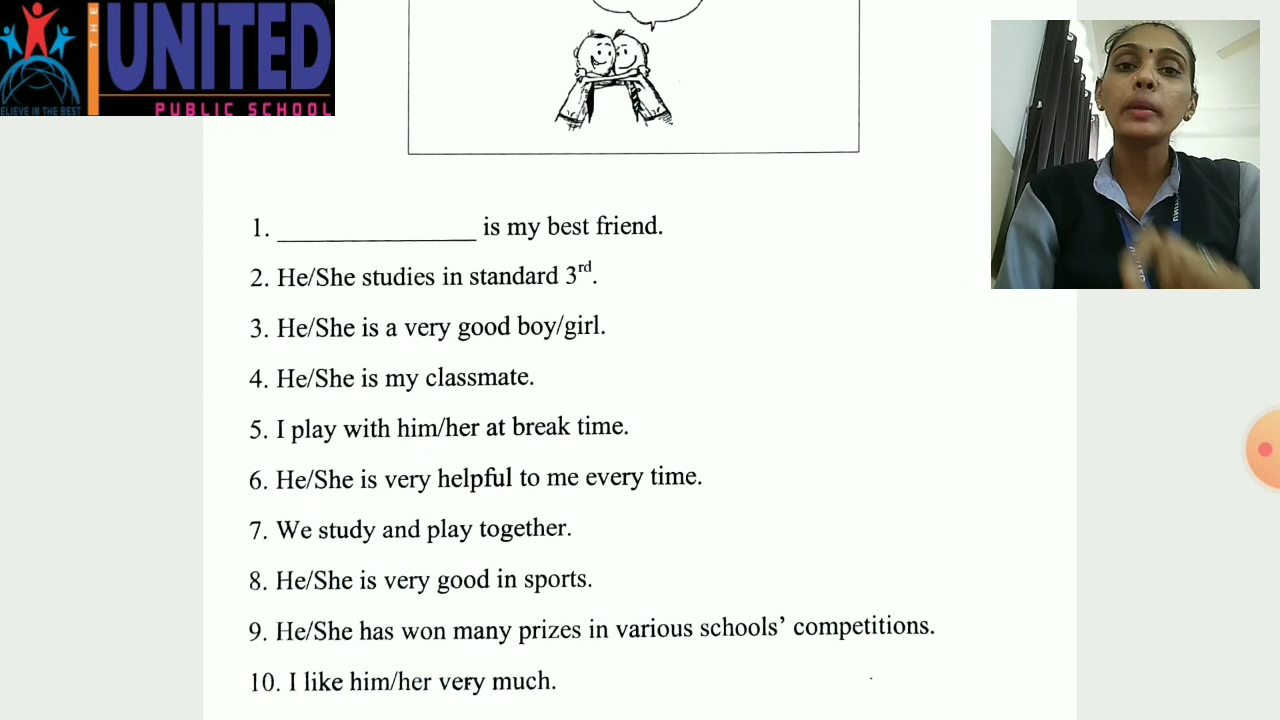 THE UNITED
PUBLIC SCHOOL
ELIEVE IN THE BEST
1. _______________ is my best friend.
2. He/She studies in standard 3rd.
3. He/She is a very good boy/girl.
4. He/She is my classmate.
5. I play with him/her at break time.
6. He/She is very helpful to me every time.
7. We study and play together.
8. He/She is very good in sports.
9. He/She has won many prizes in various schools’ competitions.
10. I like him/her very much.